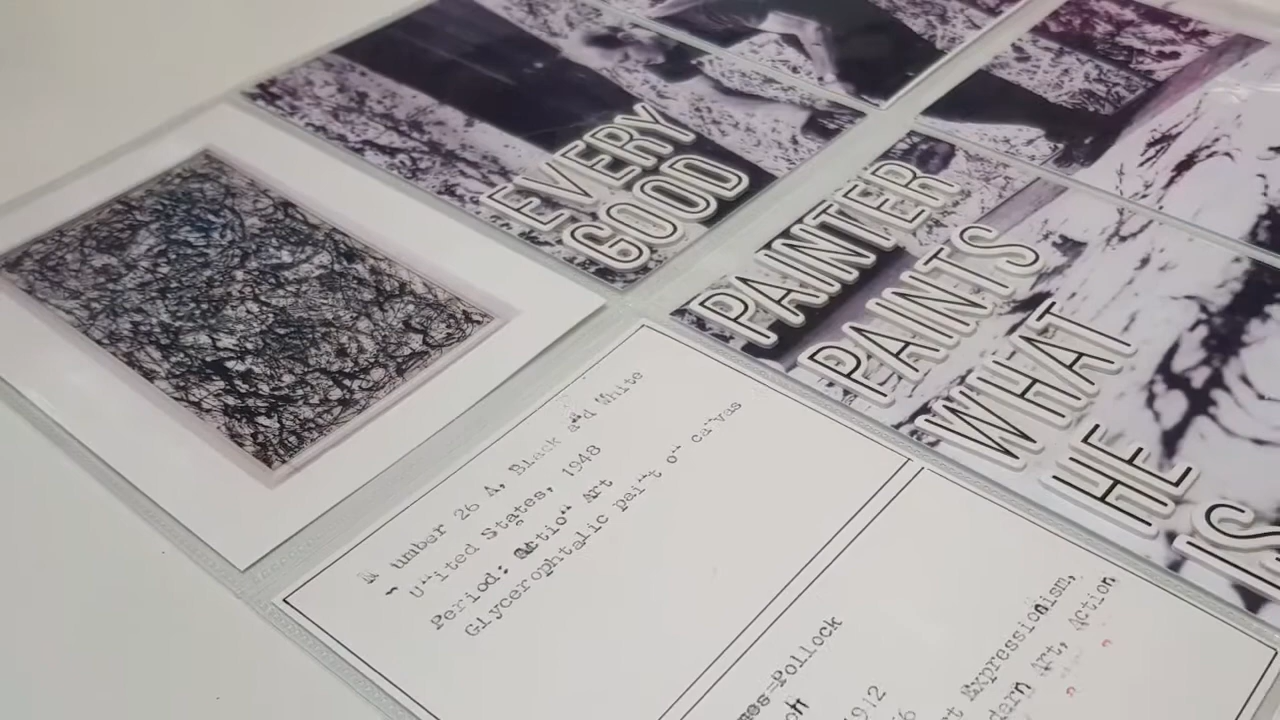 EVERY
GOOD
PAINTER
PAINTS
WHAT
HE
IS
Number 26 A, Black and White
United States, 1948
Period: Action Art
Glycerophtalic paint on canvas
Pollock
1912
Expressionism,
Art, Action